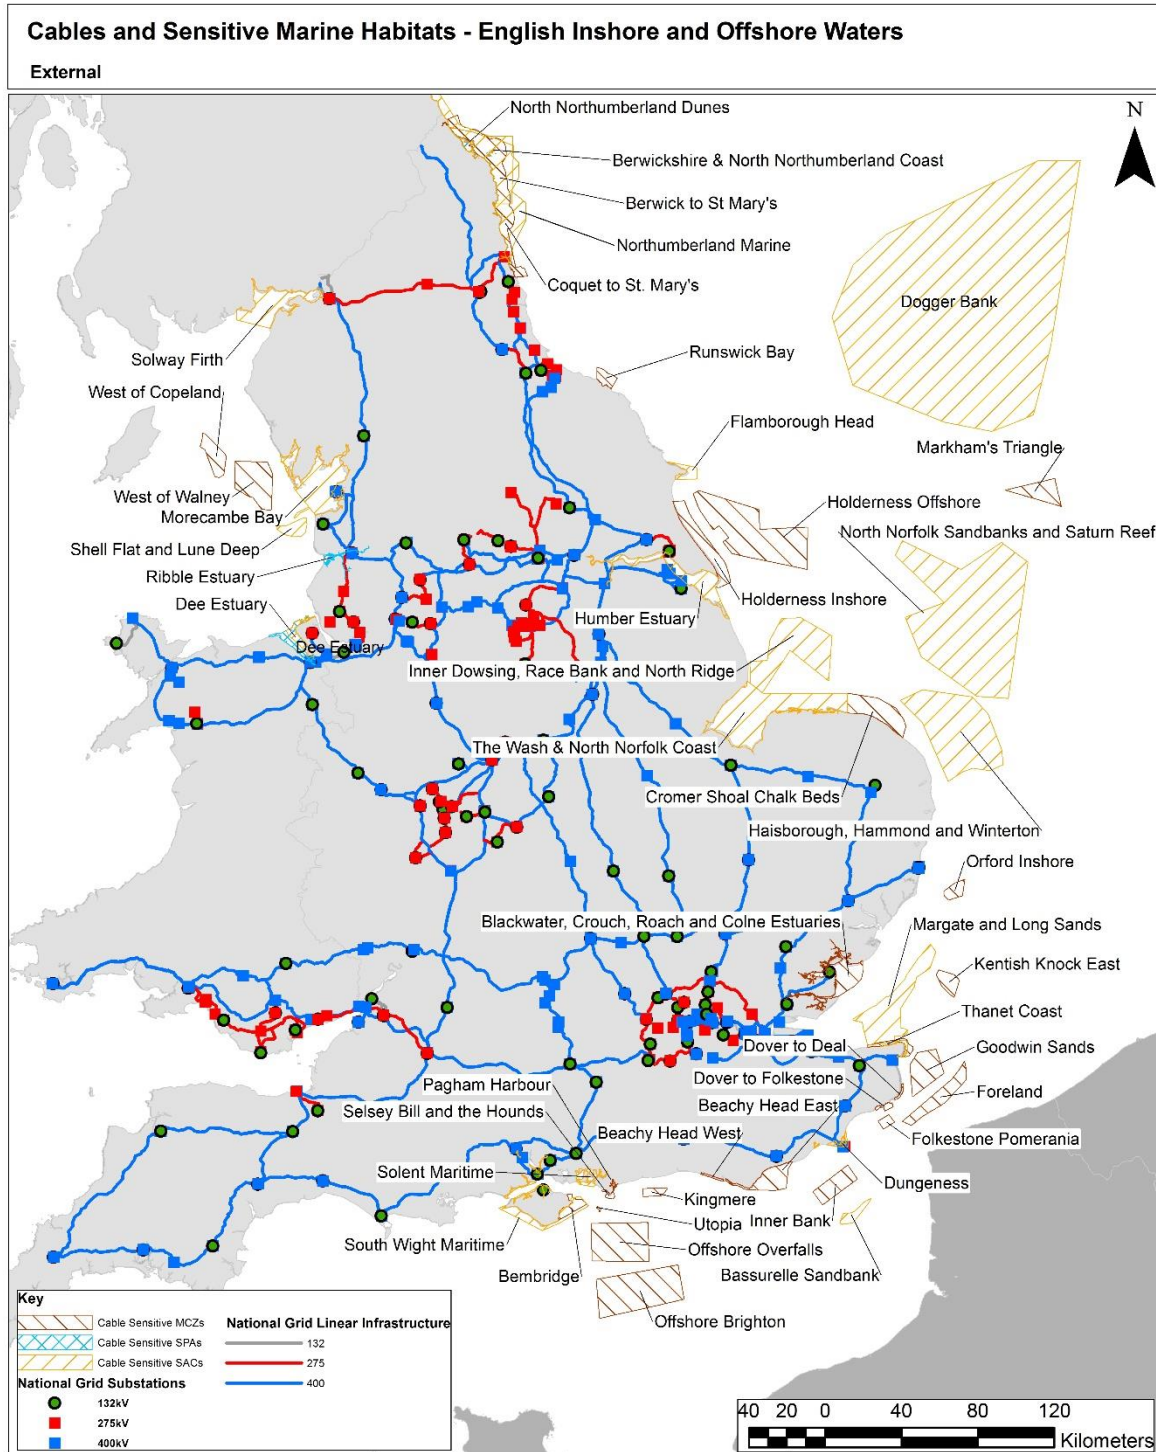 Cables and Sensitive Marine Habitats - English Inshore and Offshore Waters
External
N
North Northumberland Dunes
Berwickshire & North Northumberland Coast
Berwick to St Mary's
Northumberland Marine
Coquet to St. Mary's
Dogger Bank
Solway Firth
Runswick Bay
West of Copeland
Flamborough Head
Markham's Triangle
West of Walney
Morecambe Bay
Holderness Offshore
North Norfolk Sandbanks and Saturn Reef
Shell Flat and Lune Deep
Ribble Estuary
Holderness Inshore
Dee Estuary
Humber Estuary
Dee Estuary
Inner Dowsing, Race Bank and North Ridge
The Wash & North Norfolk Coast
Cromer Shoal Chalk Beds
Haisborough, Hammond and Winterton
Orford Inshore
Blackwater, Crouch, Roach and Colne Estuaries
Margate and Long Sands
Kentish Knock East
Thanet Coast
Dover to Deal
Goodwin Sands
Pagham Harbour
Dover to Folkestone
Foreland
Selsey Bill and the Hounds
Beachy Head East
Beachy Head West
Folkestone Pomerania
Solent Maritime
Dungeness
Kingmere
Inner Bank
Utopia
South Wight Maritime
Offshore Overfalls
Bembridge
Bassurelle Sandbank
Offshore Brighton
Key
Cable Sensitive MCZs
Cable Sensitive SPAs
Cable Sensitive SACs
National Grid Substations
132kV
275kV
400kV
National Grid Linear Infrastructure
132
275
400
40 20 0 40 80 120
Kilometers